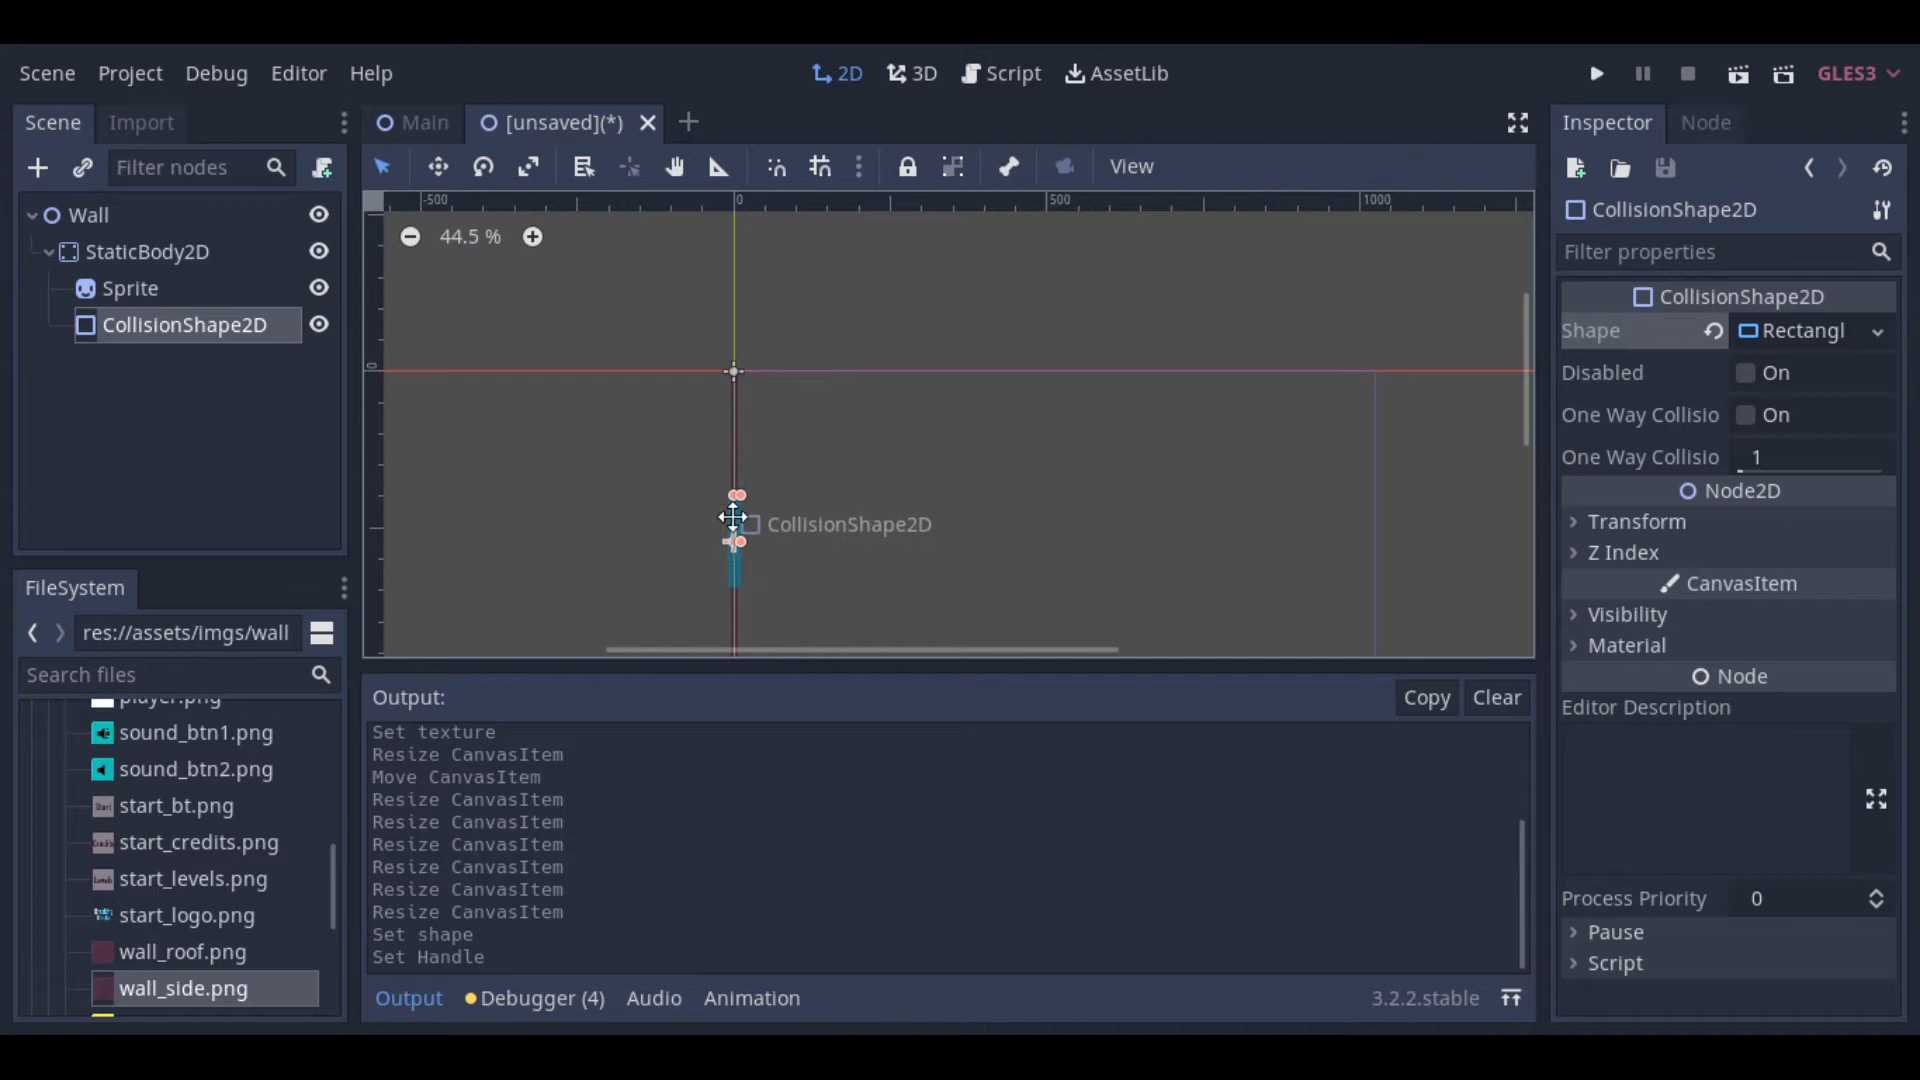 Scene Project Debug Editor Help
2D 3D Script AssetLib
GLES3
Scene Import
Main [unsaved](*)
Inspector Node
Filter nodes
View
CollisionShape2D
-500 0 500 1000
Wall
44.5 %
Filter properties
StaticBody2D
Sprite
CollisionShape2D
CollisionShape2D
Shape Rectangl
Disabled On
One Way Collisio On
One Way Collisio 1
Node2D
Transform
Z Index
CanvasItem
Visibility
Material
Node
Editor Description
Process Priority 0
Pause
Script
0
CollisionShape2D
FileSystem
res://assets/imgs/wall
Search files
player.png
sound_btn1.png
sound_btn2.png
start_bt.png
start_credits.png
start_levels.png
start_logo.png
wall_roof.png
wall_side.png
Output: Copy Clear
Set texture
Resize CanvasItem
Move CanvasItem
Resize CanvasItem
Resize CanvasItem
Resize CanvasItem
Resize CanvasItem
Resize CanvasItem
Resize CanvasItem
Set shape
Set Handle
Output Debugger (4) Audio Animation 3.2.2.stable